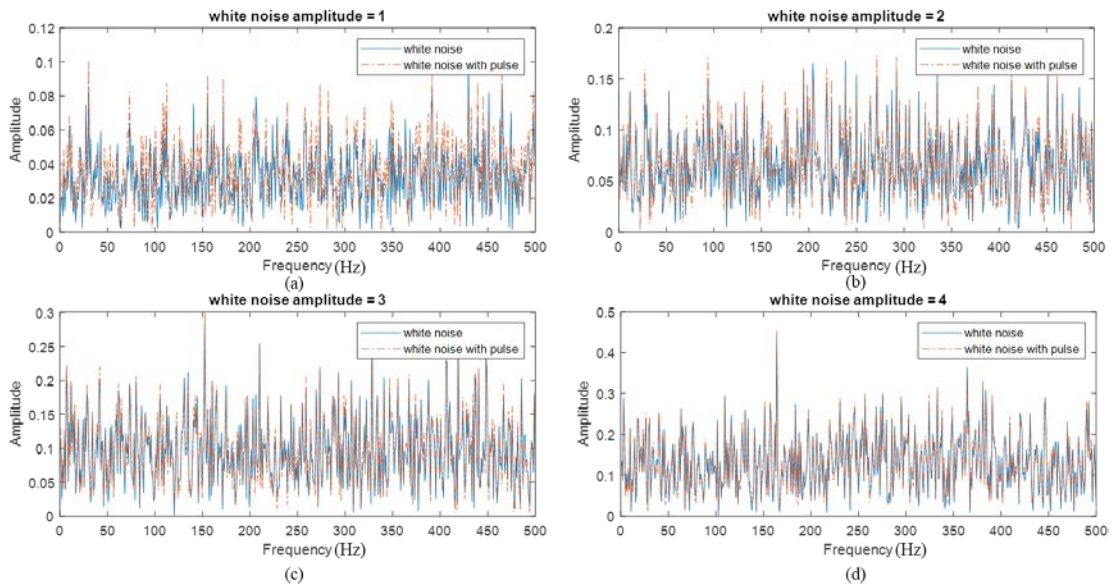 white noise amplitude = 1
0.12
0.1
0.08
0.06
0.04
0.02
0
Amplitude
white noise
white noise with pulse
0 50 100 150 200 250 300 350 400 450 500
Frequency (Hz)
(a)
white noise amplitude = 2
0.2
0.15
0.1
0.05
0
Amplitude
white noise
white noise with pulse
0 50 100 150 200 250 300 350 400 450 500
Frequency (Hz)
(b)
white noise amplitude = 3
0.3
0.25
0.2
0.15
0.1
0.05
0
Amplitude
white noise
white noise with pulse
0 50 100 150 200 250 300 350 400 450 500
Frequency (Hz)
(c)
white noise amplitude = 4
0.5
0.4
0.3
0.2
0.1
0
Amplitude
white noise
white noise with pulse
0 50 100 150 200 250 300 350 400 450 500
Frequency (Hz)
(d)